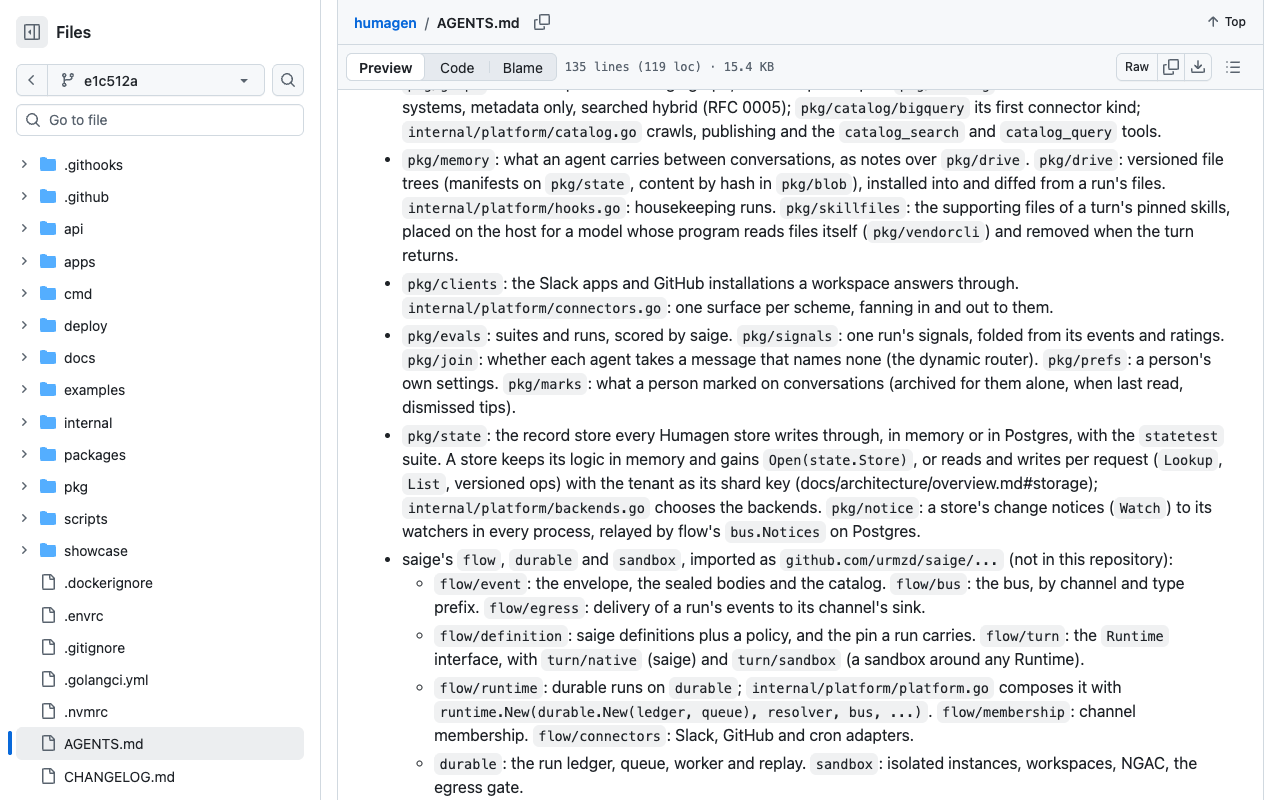 Files
humagen / AGENTS.md
Top
e1c512a
Go to file
Preview Code Blame 135 lines (119 loc) · 15.4 KB
Raw
.githooks
.github
api
apps
cmd
deploy
docs
examples
internal
packages
pkg
scripts
showcase
.dockerignore
.envrc
.gitignore
.golangci.yml
.nvmrc
AGENTS.md
CHANGELOG.md
systems, metadata only, searched hybrid (RFC 0005); pkg/catalog/bigquery its first connector kind;
internal/platform/catalog.go crawls, publishing and the catalog_search and catalog_query tools.
• pkg/memory: what an agent carries between conversations, as notes over pkg/drive. pkg/drive: versioned file
trees (manifests on pkg/state, content by hash in pkg/blob), installed into and diffed from a run's files.
internal/platform/hooks.go: housekeeping runs. pkg/skillfiles: the supporting files of a turn's pinned skills,
placed on the host for a model whose program reads files itself (pkg/vendorcli) and removed when the turn
returns.
• pkg/clients: the Slack apps and GitHub installations a workspace answers through.
internal/platform/connectors.go: one surface per scheme, fanning in and out to them.
• pkg/evals: suites and runs, scored by saige. pkg/signals: one run's signals, folded from its events and ratings.
pkg/join: whether each agent takes a message that names none (the dynamic router). pkg/prefs: a person's
own settings. pkg/marks: what a person marked on conversations (archived for them alone, when last read,
dismissed tips).
• pkg/state: the record store every Humagen store writes through, in memory or in Postgres, with the statetest
suite. A store keeps its logic in memory and gains Open(state.Store), or reads and writes per request (Lookup,
List, versioned ops) with the tenant as its shard key (docs/architecture/overview.md#storage);
internal/platform/backends.go chooses the backends. pkg/notice: a store's change notices (Watch) to its
watchers in every process, relayed by flow's bus.Notices on Postgres.
• saige's flow, durable and sandbox, imported as github.com/urmzd/saige/... (not in this repository):
◦ flow/event: the envelope, the sealed bodies and the catalog. flow/bus: the bus, by channel and type
prefix. flow/egress: delivery of a run's events to its channel's sink.
◦ flow/definition: saige definitions plus a policy, and the pin a run carries. flow/turn: the Runtime
interface, with turn/native (saige) and turn/sandbox (a sandbox around any Runtime).
◦ flow/runtime: durable runs on durable; internal/platform/platform.go composes it with
runtime.New(durable.New(ledger, queue), resolver, bus, ...). flow/membership: channel
membership. flow/connectors: Slack, GitHub and cron adapters.
◦ durable: the run ledger, queue, worker and replay. sandbox: isolated instances, workspaces, NGAC, the
egress gate.